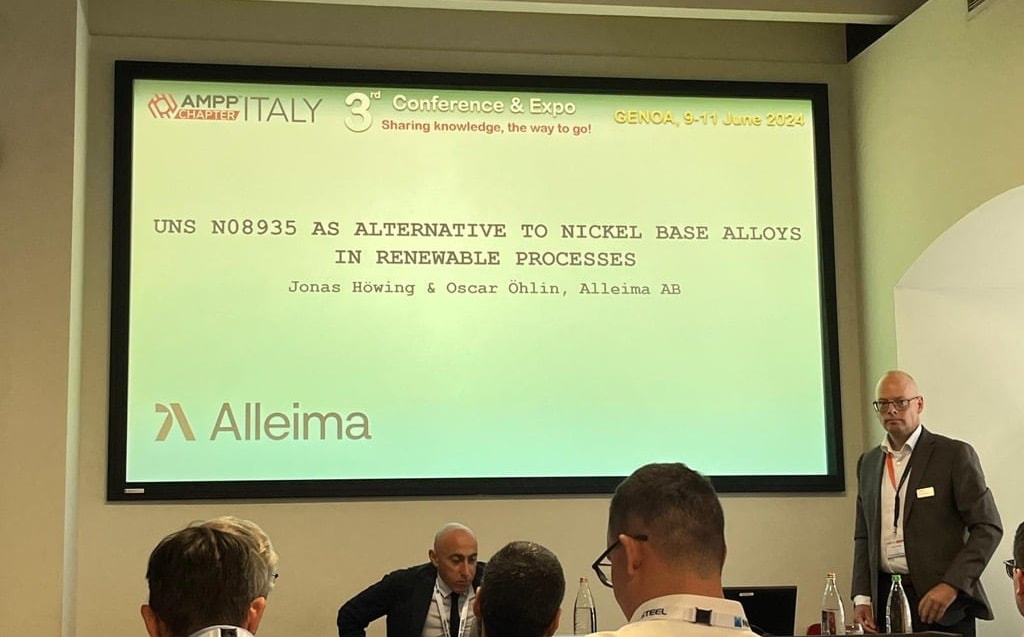 AMPP ITALY
CHAPTER
3rd Conference & Expo
Sharing knowledge, the way to go!
GENOA, 9-11 June 2024
UNS N08935 AS ALTERNATIVE TO NICKEL BASE ALLOYS
IN RENEWABLE PROCESSES
Jonas Höwing & Oscar Öhlin, Alleima AB
Alleima
STEEL